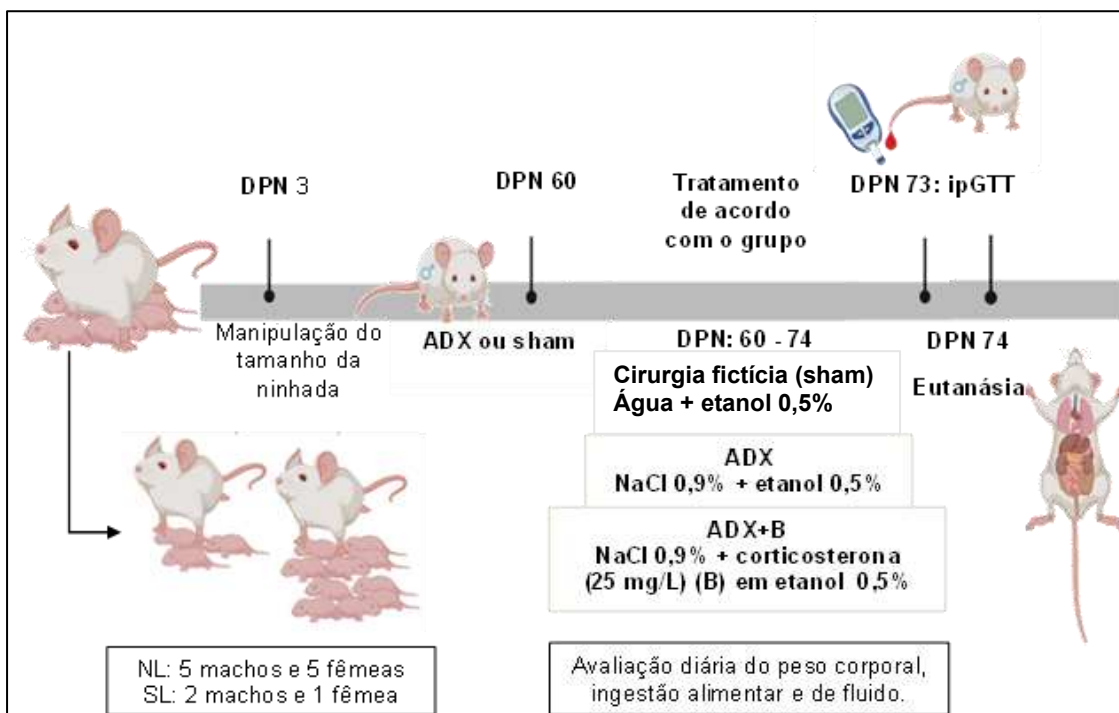 DPN 3
DPN 60
Tratamento
de acordo
com o grupo
DPN 73: ipGTT
Manipulação do
tamanho da
ninhada
ADX ou sham
DPN: 60 - 74
DPN 74
Eutanásia
Cirurgia fictícia (sham)
Água + etanol 0,5%
ADX
NaCl 0,9% + etanol 0,5%
ADX+B
NaCl 0,9% + corticosterona
(25 mg/L) (B) em etanol 0,5%
NL: 5 machos e 5 fêmeas
SL: 2 machos e 1 fêmea
Avaliação diária do peso corporal,
ingestão alimentar e de fluido.